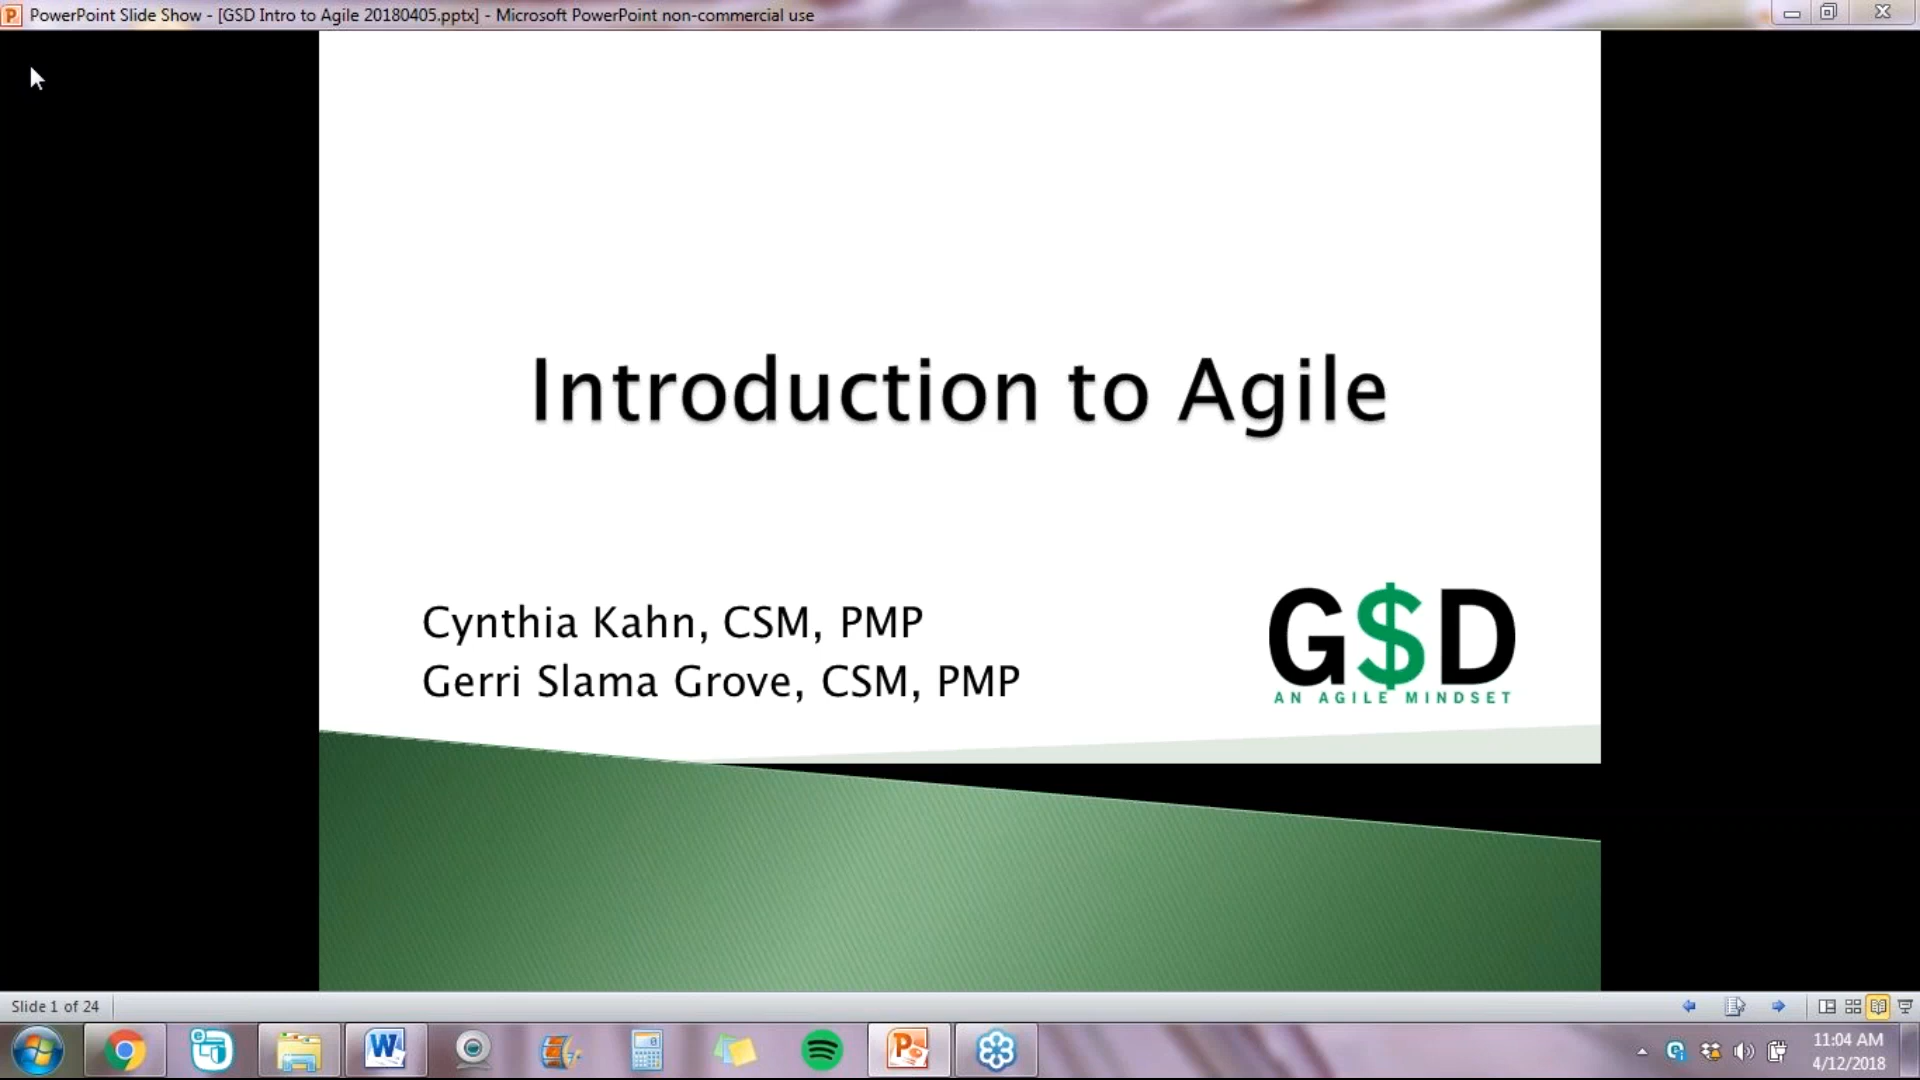 PowerPoint Slide Show - [GSD Intro to Agile 20180405.pptx] - Microsoft PowerPoint non-commercial use
Introduction to Agile
Cynthia Kahn, CSM, PMP
Gerri Slama Grove, CSM, PMP
G$D
AN AGILE MINDSET
Slide 1 of 24
11:04 AM
4/12/2018